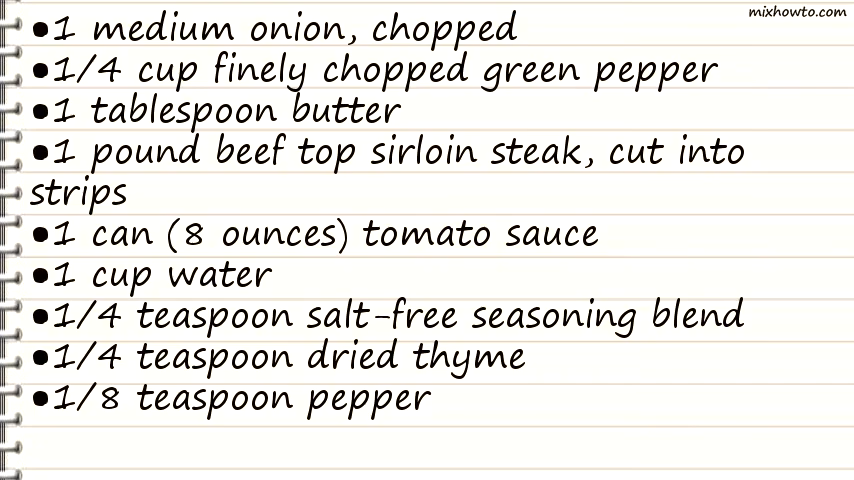 mixhowto.com
•1 medium onion, chopped
•1/4 cup finely chopped green pepper
•1 tablespoon butter
•1 pound beef top sirloin steak, cut into
strips
•1 can (8 ounces) tomato sauce
•1 cup water
•1/4 teaspoon salt-free seasoning blend
•1/4 teaspoon dried thyme
•1/8 teaspoon pepper